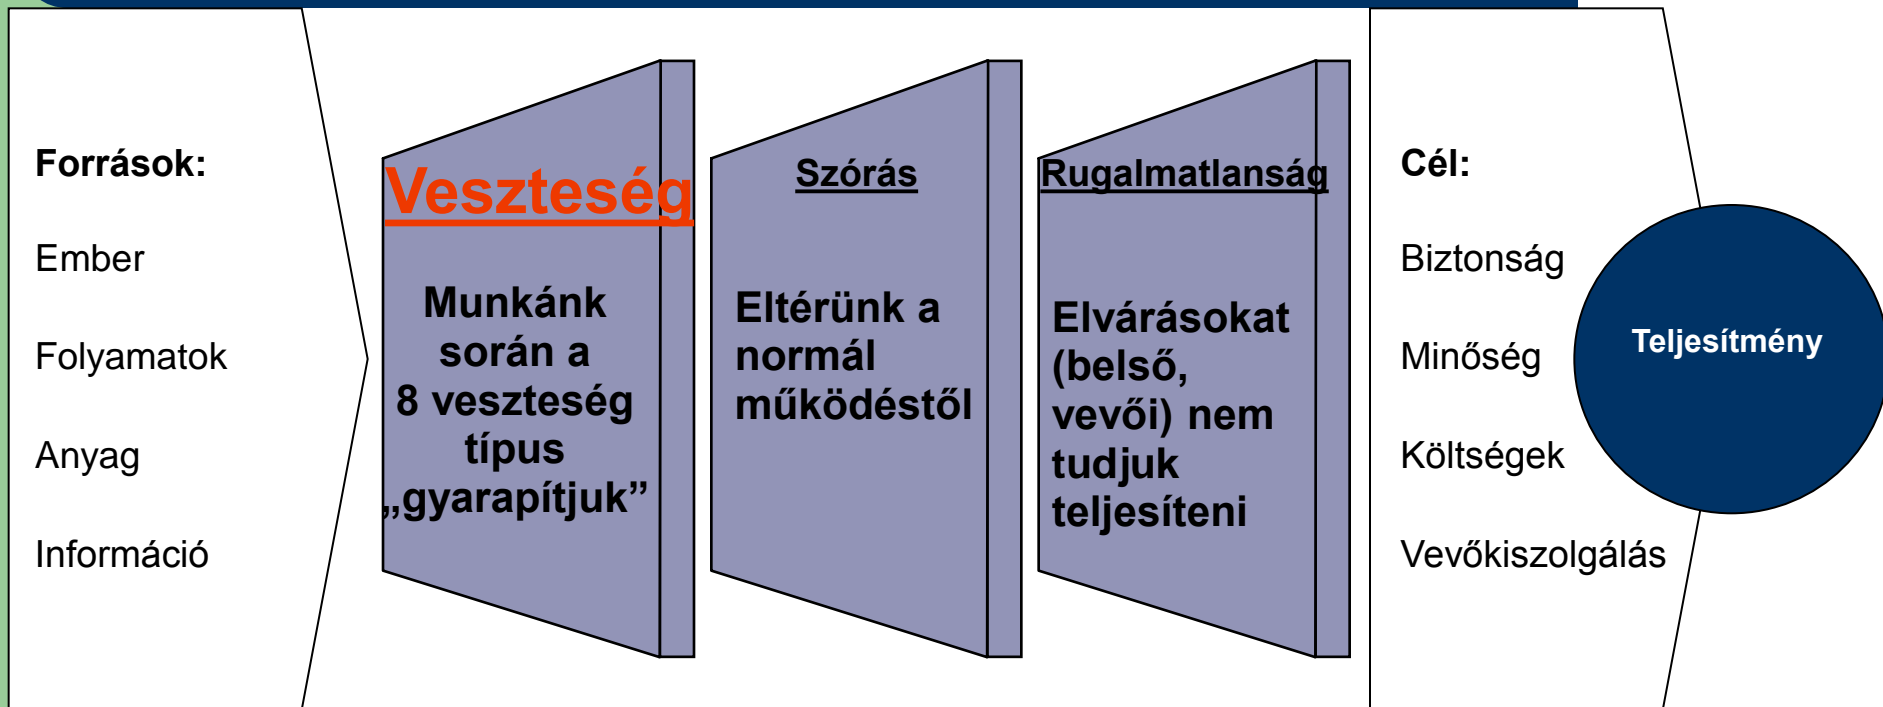 Források:
Ember
Folyamatok
Anyag
Információ
Veszteség
Munkánk
során a
8 veszteség
típus
„gyarapítjuk”
Szórás
Eltérünk a
normál
működéstől
Rugalmatlanság
Elvárásokat
(belső,
vevői) nem
tudjuk
teljesíteni
Cél:
Biztonság
Minőség
Költségek
Vevőkiszolgálás
Teljesítmény